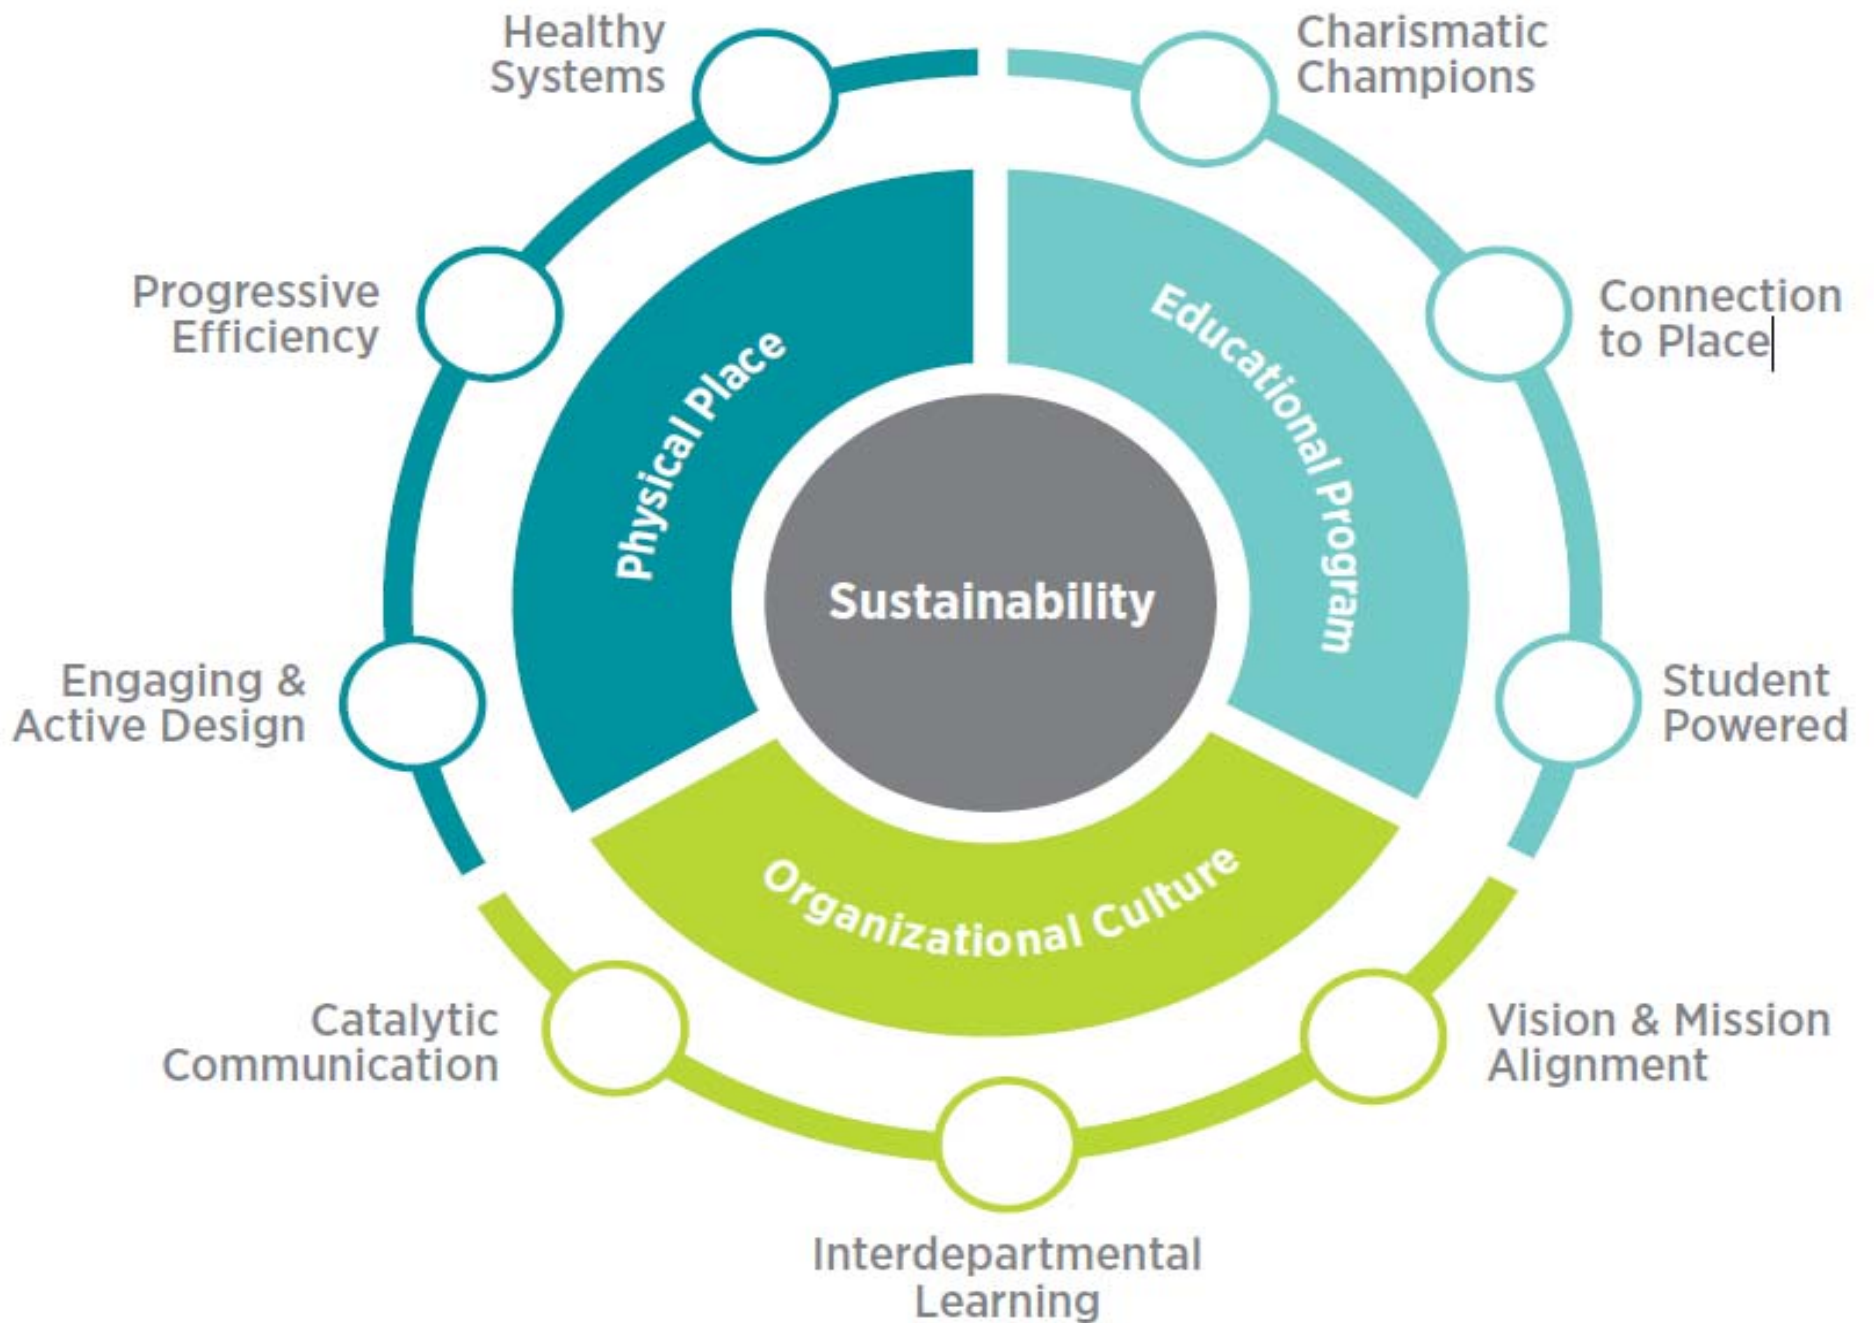 Healthy
Systems
Charismatic
Champions
Progressive
Efficiency
Connection
to Place
Physical Place
Educational Program
Sustainability
Engaging &
Active Design
Student
Powered
Organizational Culture
Catalytic
Communication
Vision & Mission
Alignment
Interdepartmental
Learning